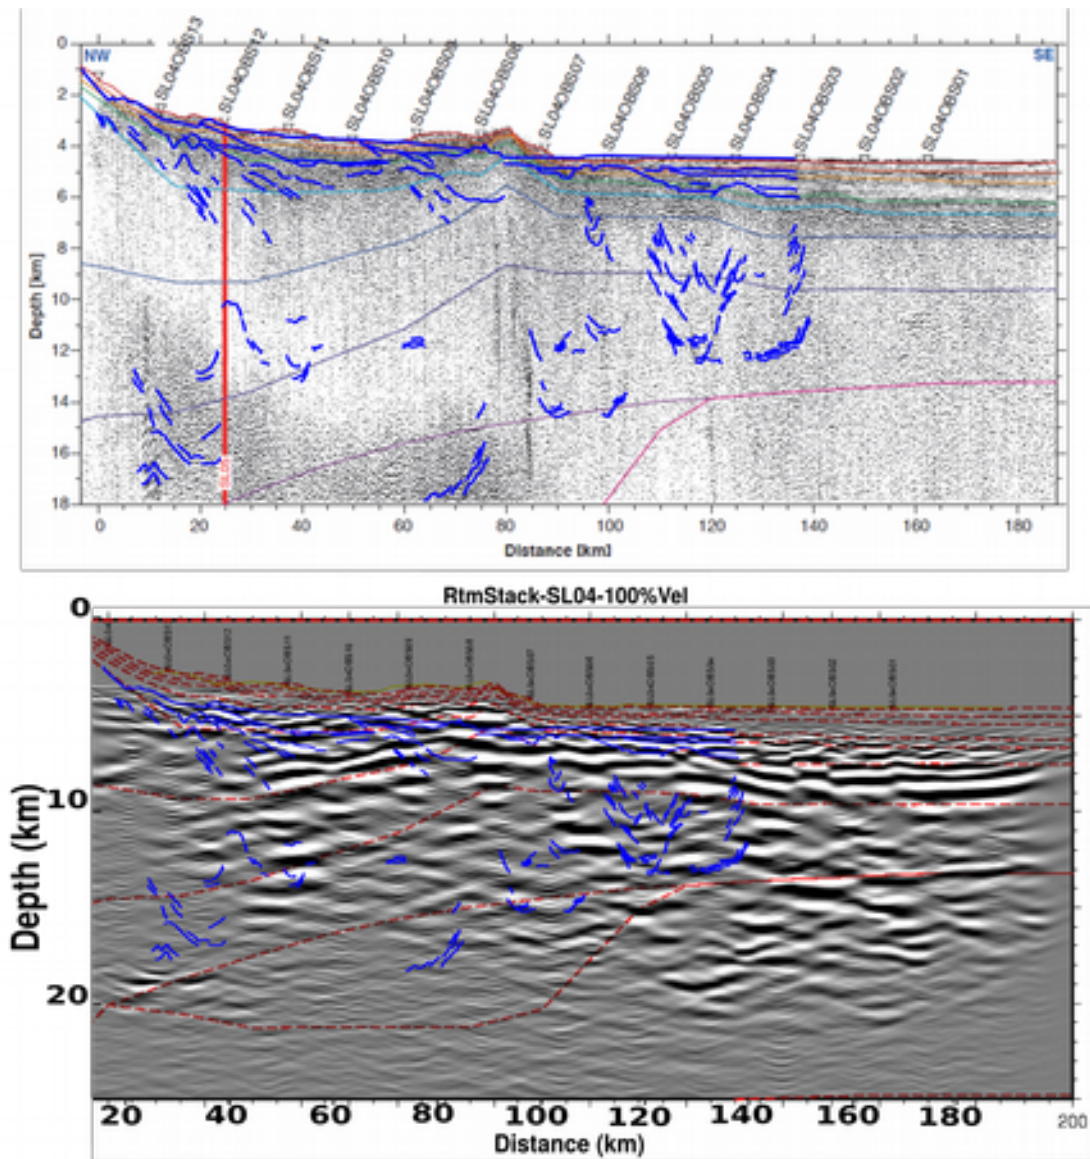 NW
SE
SL04OBS13
SL04OBS12
SL04OBS11
SL04OBS10
SL04OBS09
SL04OBS08
SL04OBS07
SL04OBS06
SL04OBS05
SL04OBS04
SL04OBS03
SL04OBS02
SL04OBS01
0
2
4
6
8
10
12
14
16
18
Depth [km]
0 20 40 60 80 100 120 140 160 180
Distance [km]
RtmStack-SL04-100%Vel
0
10
20
Depth (km)
20 40 60 80 100 120 140 160 180 200
Distance (km)